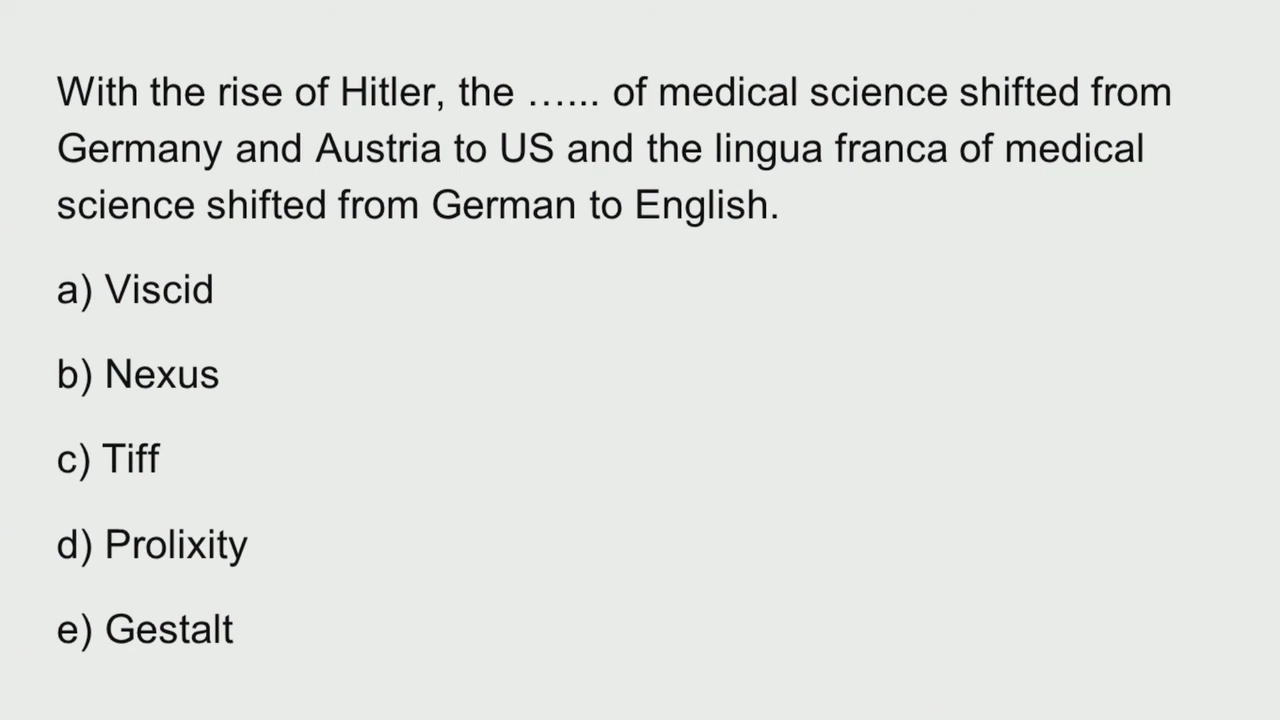 With the rise of Hitler, the …... of medical science shifted from
Germany and Austria to US and the lingua franca of medical
science shifted from German to English.
a) Viscid
b) Nexus
c) Tiff
d) Prolixity
e) Gestalt